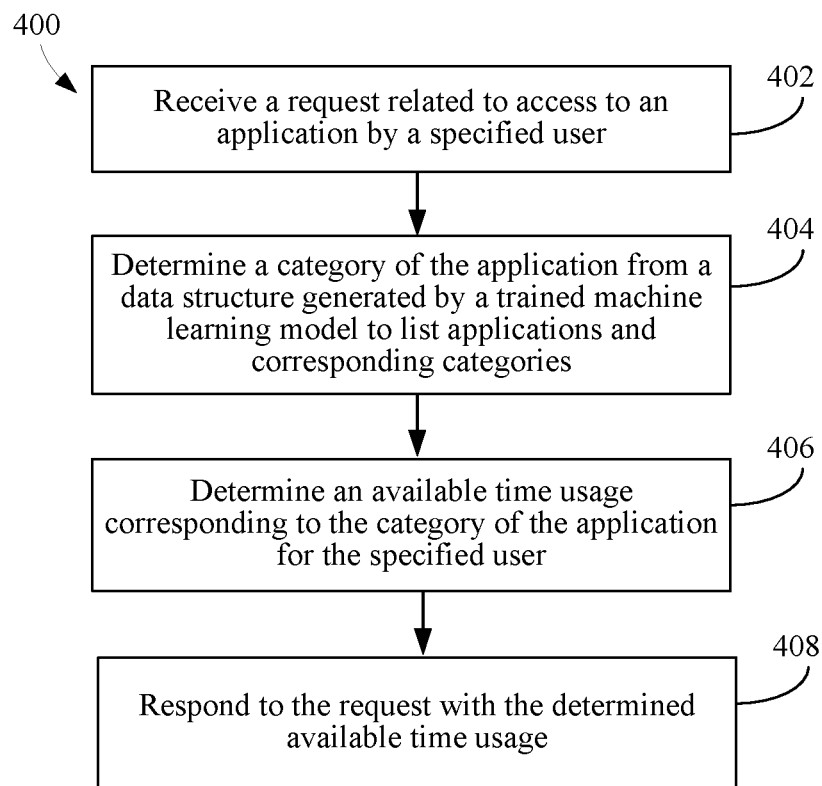 400
402
Receive a request related to access to an
application by a specified user
404
Determine a category of the application from a
data structure generated by a trained machine
learning model to list applications and
corresponding categories
406
Determine an available time usage
corresponding to the category of the application
for the specified user
408
Respond to the request with the determined
available time usage